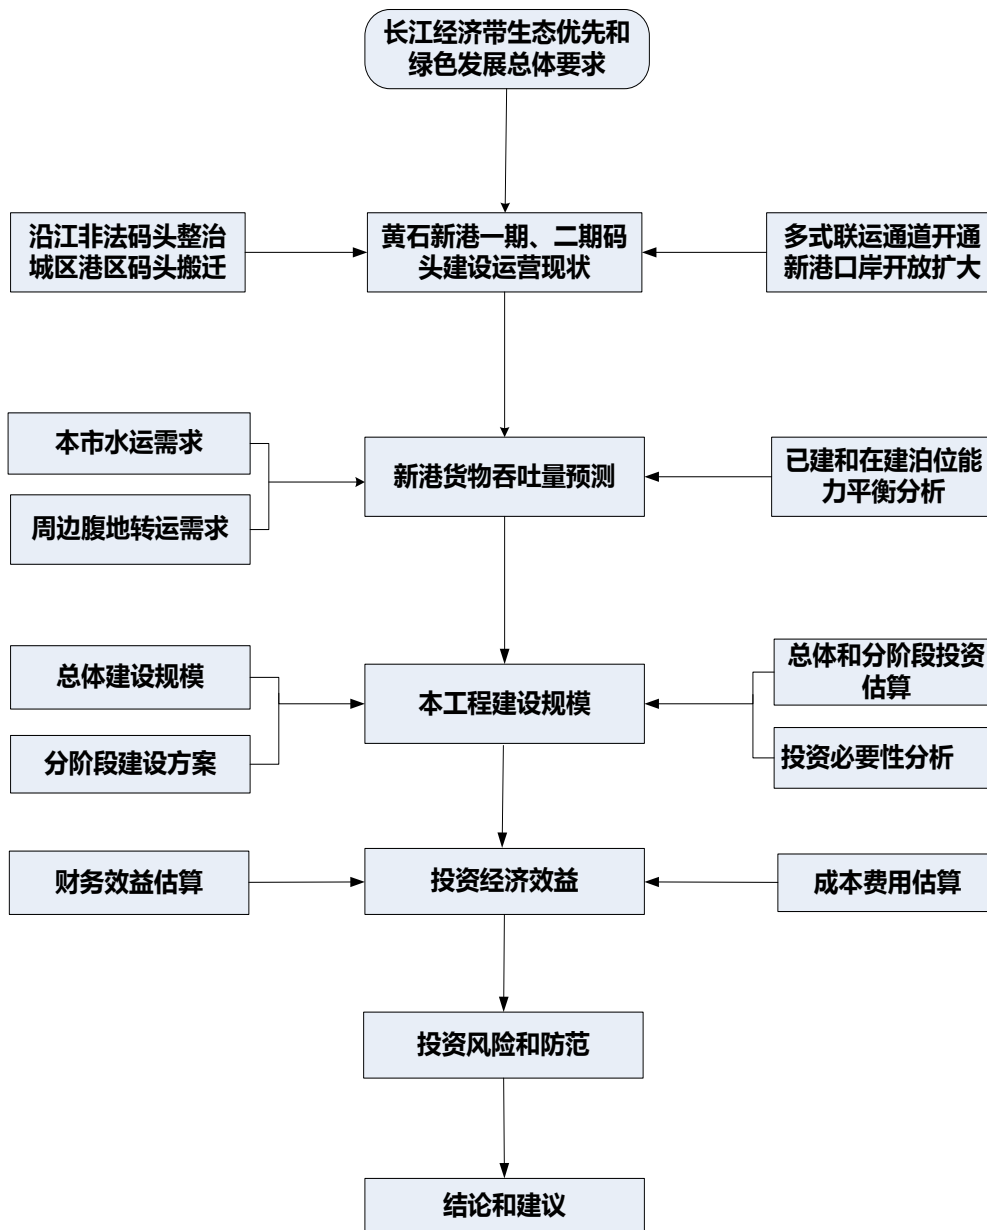 长江经济带生态优先和
绿色发展总体要求
沿江非法码头整治
城区港区码头搬迁
黄石新港一期、二期码
头建设运营现状
多式联运通道开通
新港口岸开放扩大
本市水运需求
周边腹地转运需求
新港货物吞吐量预测
已建和在建泊位能
力平衡分析
总体建设规模
分阶段建设方案
本工程建设规模
总体和分阶段投资
估算
投资必要性分析
财务效益估算
投资经济效益
成本费用估算
投资风险和防范
结论和建议